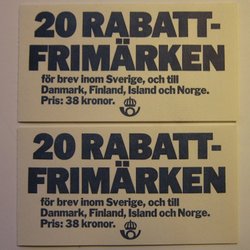 20 RABATT-
FRIMÄRKEN
för brev inom Sverige, och till
Danmark, Finland, Island och Norge.
Pris: 38 kronor.
20 RABATT-
FRIMÄRKEN
för brev inom Sverige, och till
Danmark, Finland, Island och Norge.
Pris: 38 kronor.